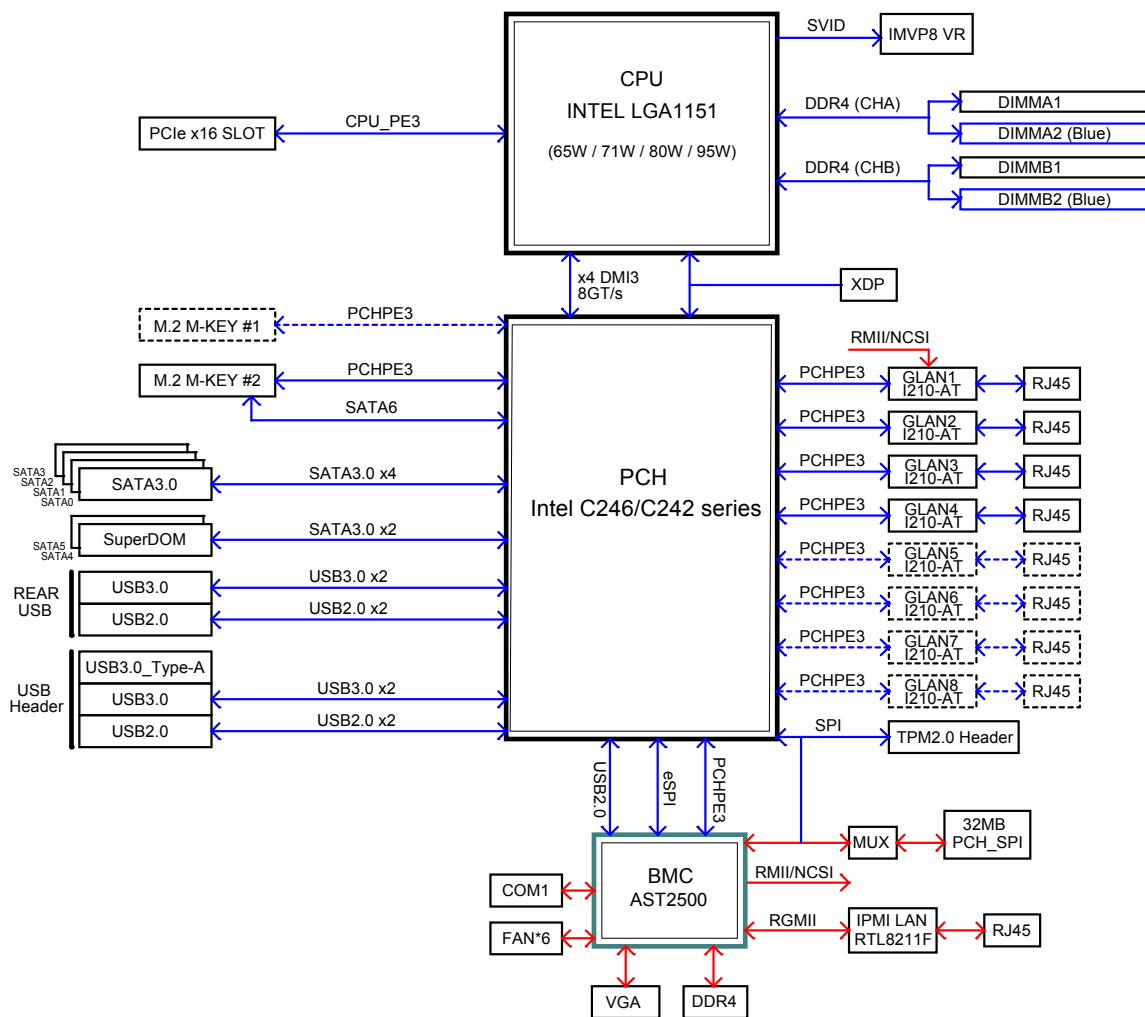 SVID
IMVP8 VR
CPU
INTEL LGA1151
(65W / 71W / 80W / 95W)
PCIe x16 SLOT
CPU_PE3
DDR4 (CHA)
DIMMA1
DIMMA2 (Blue)
DDR4 (CHB)
DIMMB1
DIMMB2 (Blue)
x4 DMI3
8GT/s
XDP
M.2 M-KEY #1
PCHPE3
M.2 M-KEY #2
PCHPE3
SATA6
SATA3
SATA2
SATA1
SATA0
SATA3.0
SATA3.0 x4
SATA5
SATA4
SuperDOM
SATA3.0 x2
REAR
USB
USB3.0
USB3.0 x2
USB2.0
USB2.0 x2
USB
Header
USB3.0_Type-A
USB3.0
USB3.0 x2
USB2.0
USB2.0 x2
PCH
Intel C246/C242 series
RMII/NCSI
PCHPE3
GLAN1
I210-AT
RJ45
PCHPE3
GLAN2
I210-AT
RJ45
PCHPE3
GLAN3
I210-AT
RJ45
PCHPE3
GLAN4
I210-AT
RJ45
PCHPE3
GLAN5
I210-AT
RJ45
PCHPE3
GLAN6
I210-AT
RJ45
PCHPE3
GLAN7
I210-AT
RJ45
PCHPE3
GLAN8
I210-AT
RJ45
SPI
TPM2.0 Header
USB2.0
eSPI
PCHPE3
MUX
32MB
PCH_SPI
BMC
AST2500
RMII/NCSI
COM1
FAN*6
RGMII
IPMI LAN
RTL8211F
RJ45
VGA
DDR4